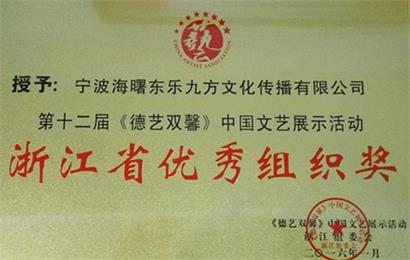 CHINA ARTIST ASSOCIATION
授予：宁波海曙东乐九方文化传播有限公司
第十二届《德艺双馨》中国文艺展示活动
浙江省优秀组织奖
《德艺双馨》中国文艺展示活动
浙江组委会
二〇一六年一月